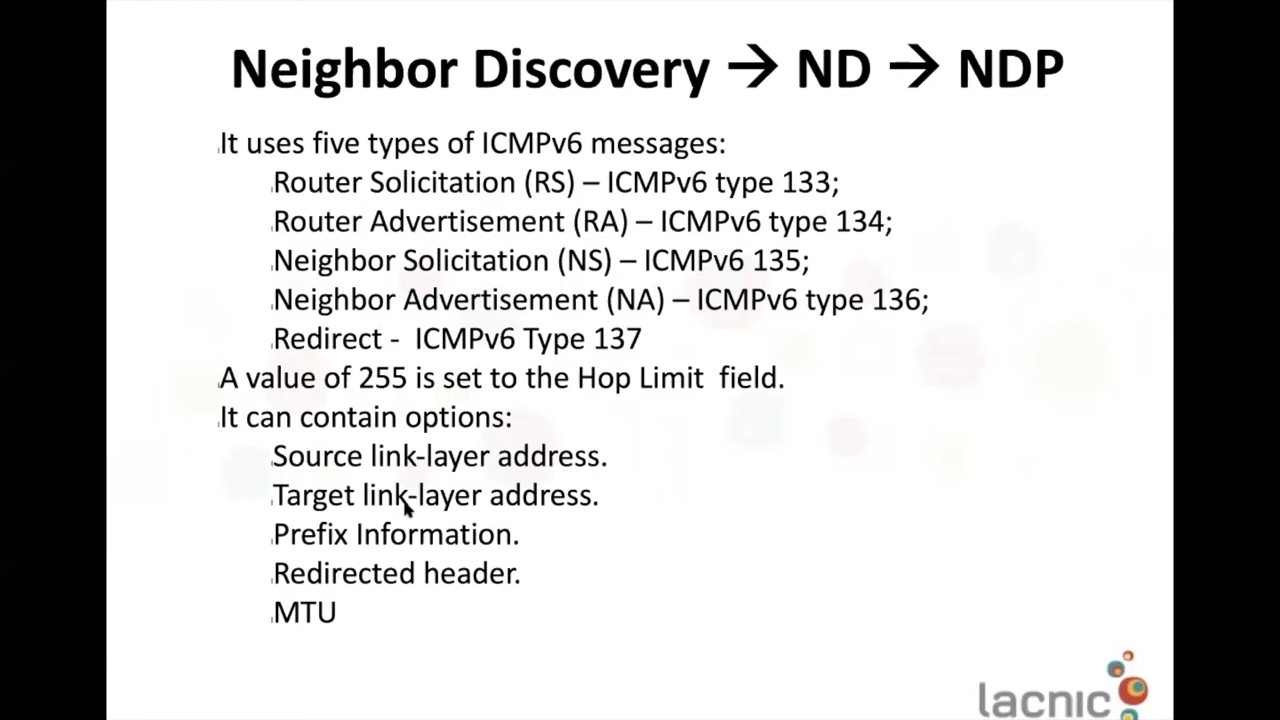 Neighbor Discovery → ND → NDP
It uses five types of ICMPv6 messages:
Router Solicitation (RS) – ICMPv6 type 133;
Router Advertisement (RA) – ICMPv6 type 134;
Neighbor Solicitation (NS) – ICMPv6 135;
Neighbor Advertisement (NA) – ICMPv6 type 136;
Redirect - ICMPv6 Type 137
A value of 255 is set to the Hop Limit field.
It can contain options:
Source link-layer address.
Target link-layer address.
Prefix Information.
Redirected header.
MTU
lacnic